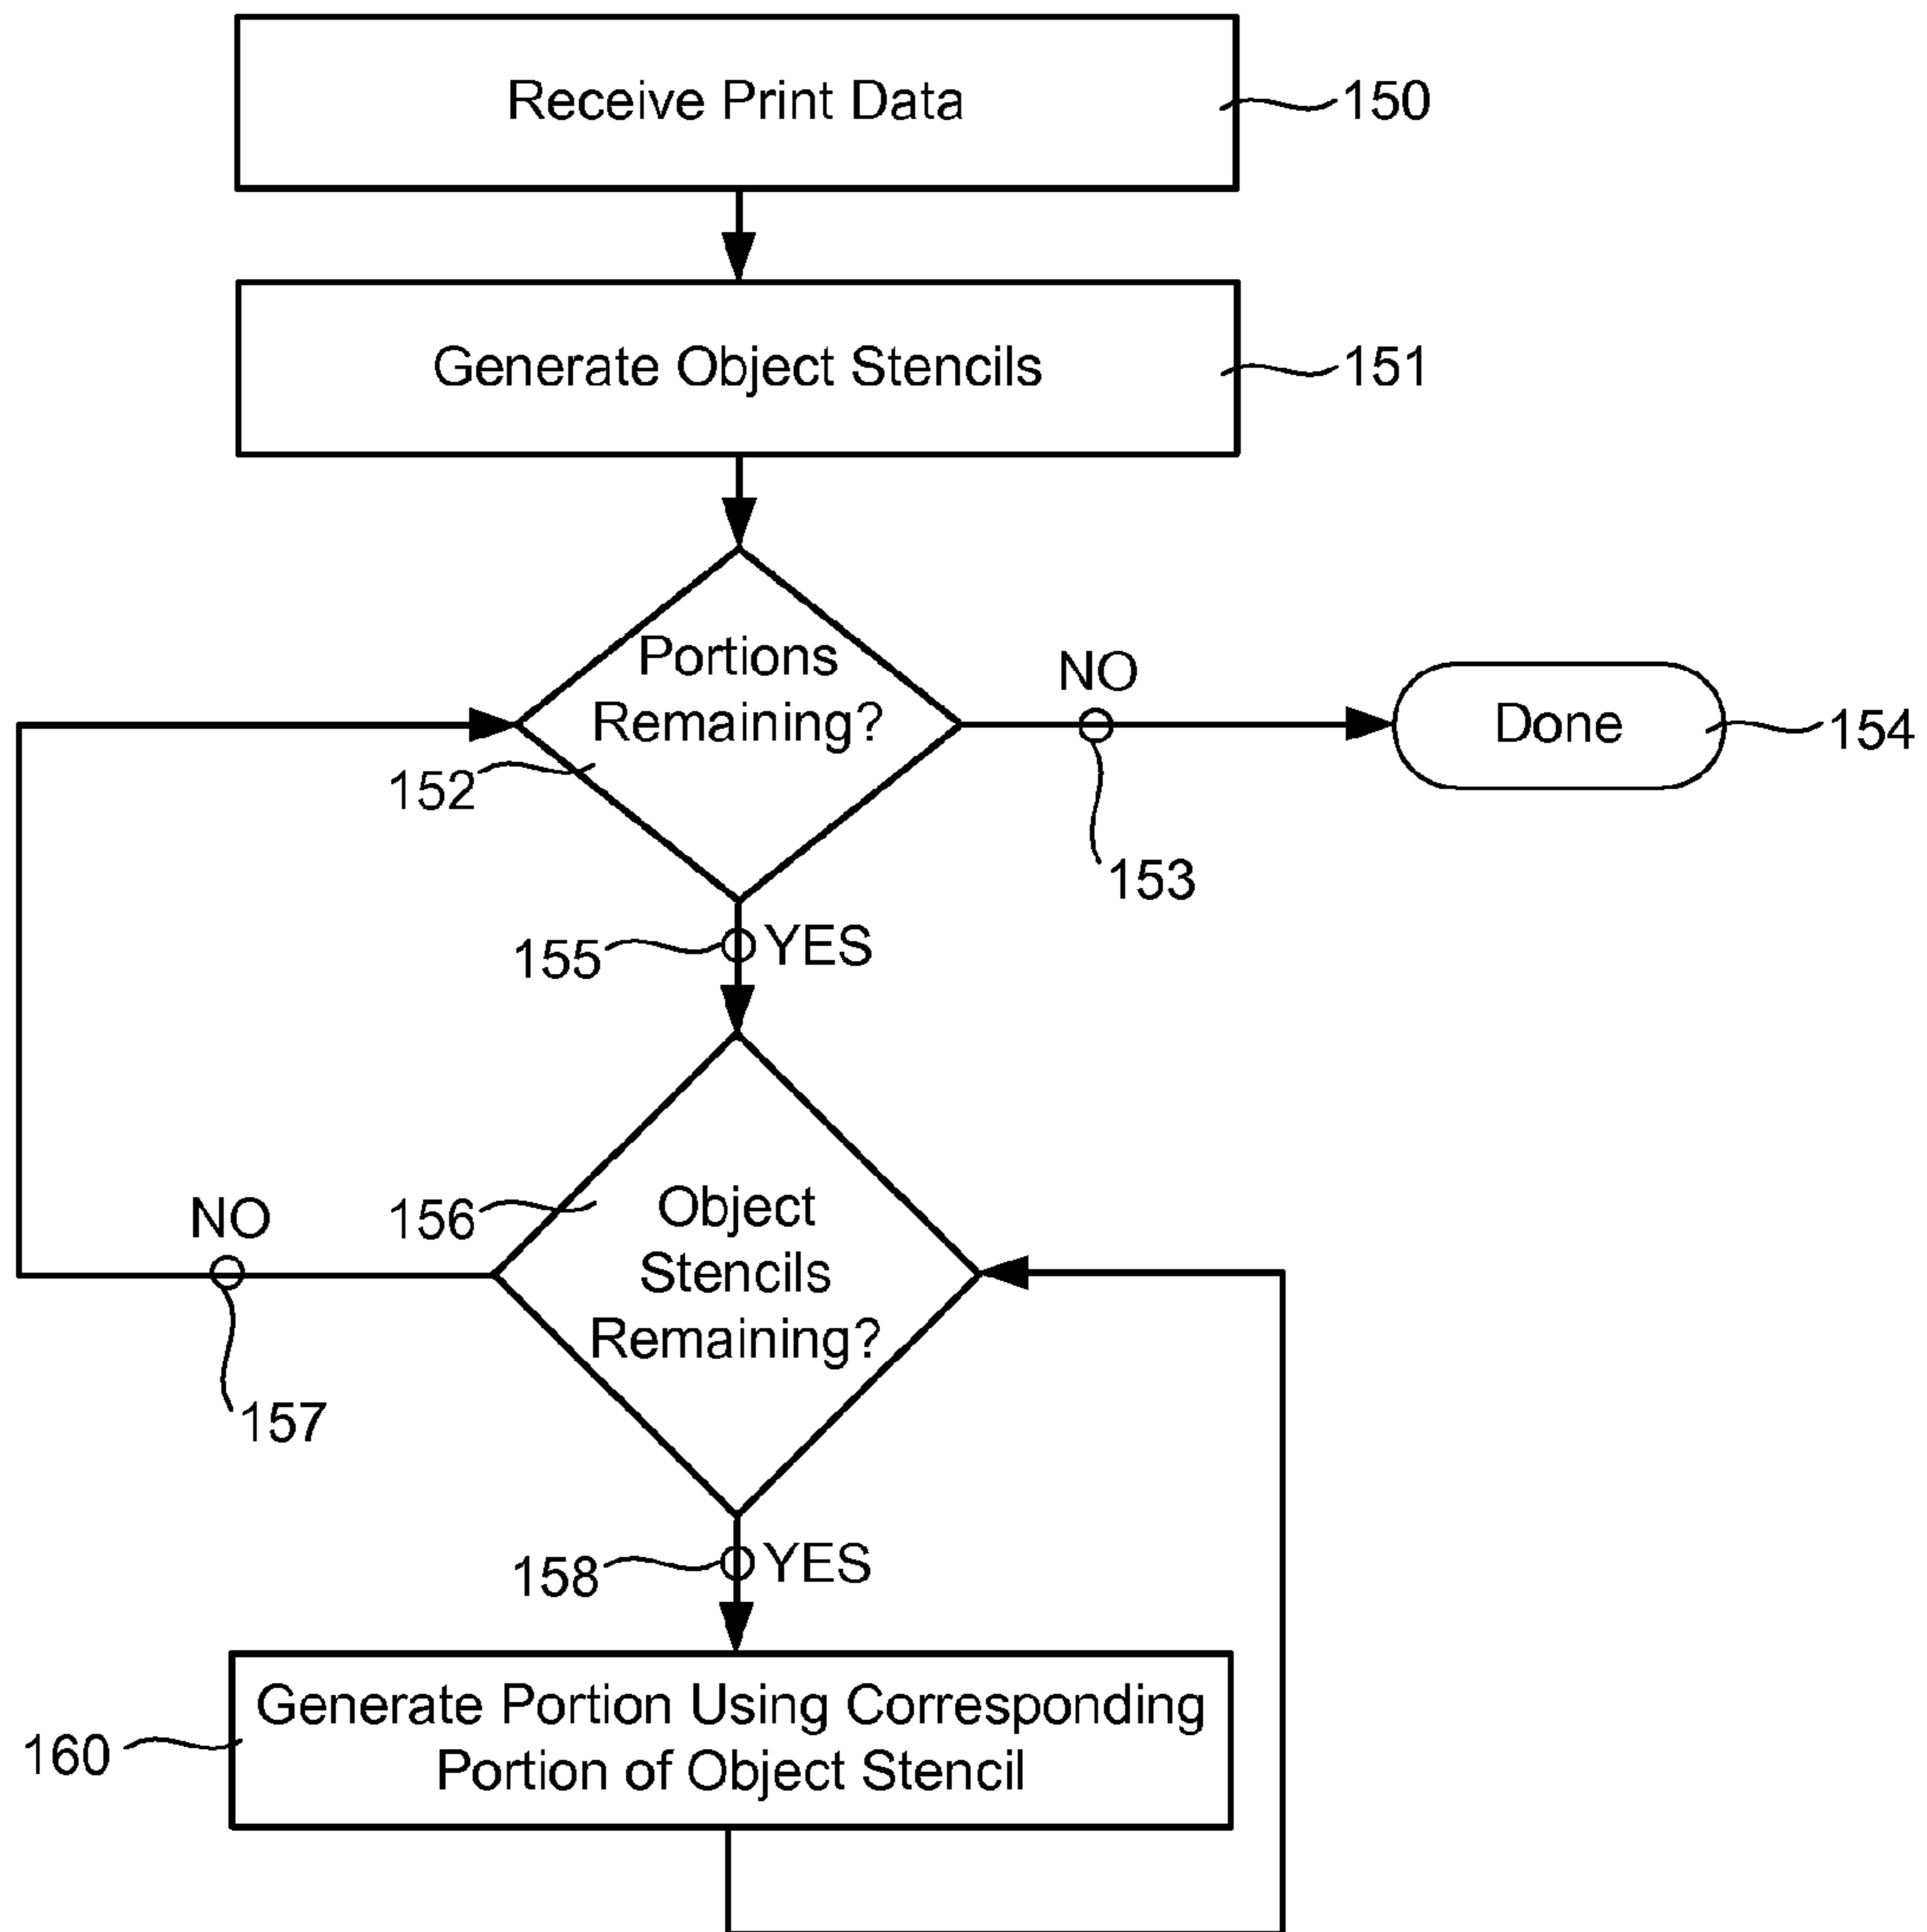 Receive Print Data
150
Generate Object Stencils
151
Portions
Remaining?
152
NO
153
Done
154
155
YES
156
Object
Stencils
Remaining?
NO
157
158
YES
160
Generate Portion Using Corresponding
Portion of Object Stencil